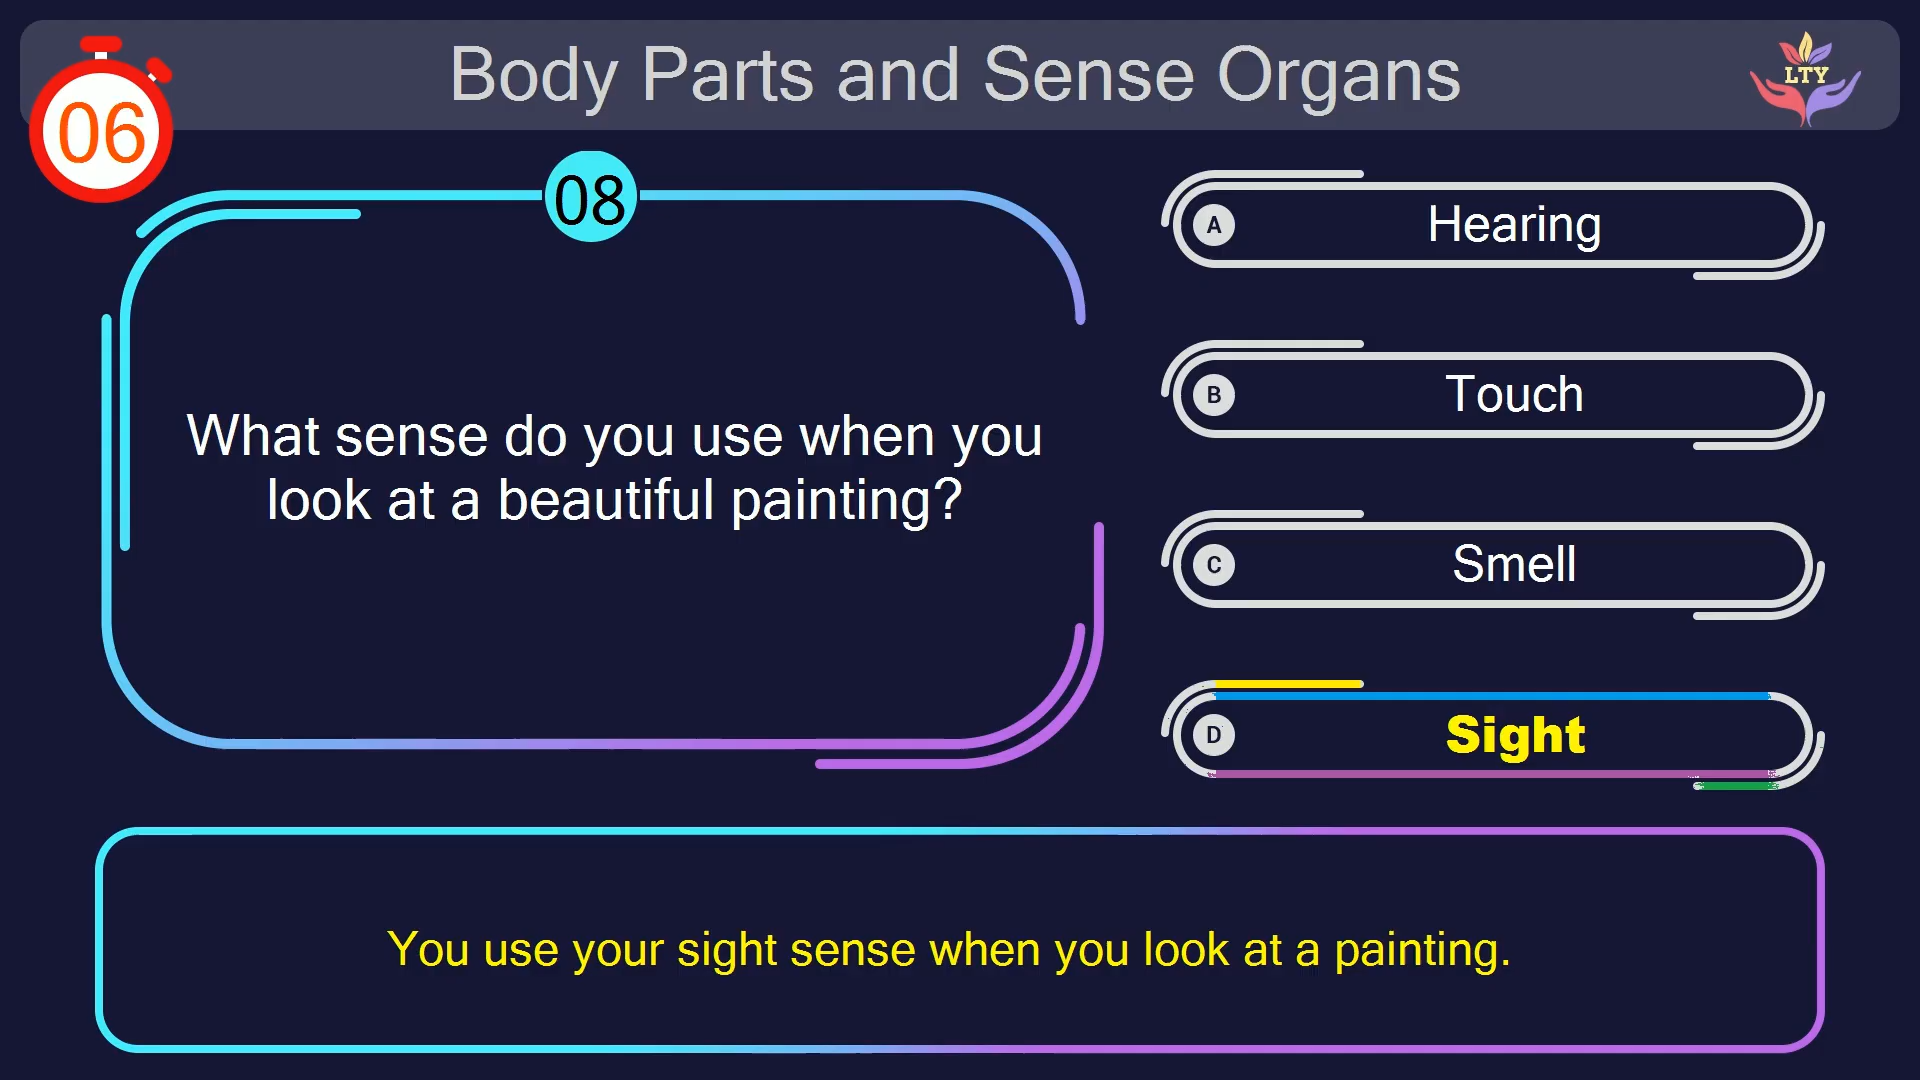 Body Parts and Sense Organs
LTY
06
08
What sense do you use when you
look at a beautiful painting?
A Hearing
B Touch
C Smell
D Sight
You use your sight sense when you look at a painting.